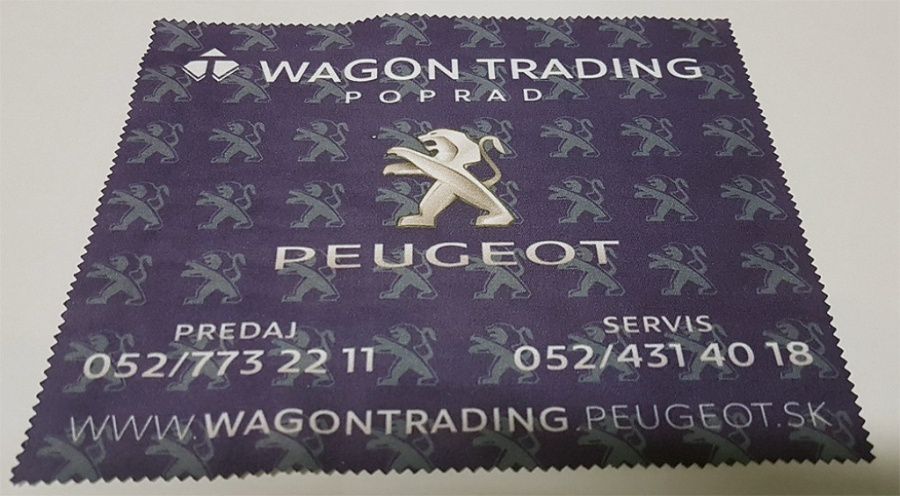 WAGON TRADING
POPRAD
PEUGEOT
PREDAJ
052/773 22 11
SERVIS
052/431 40 18
WWW.WAGONTRADING.PEUGEOT.SK